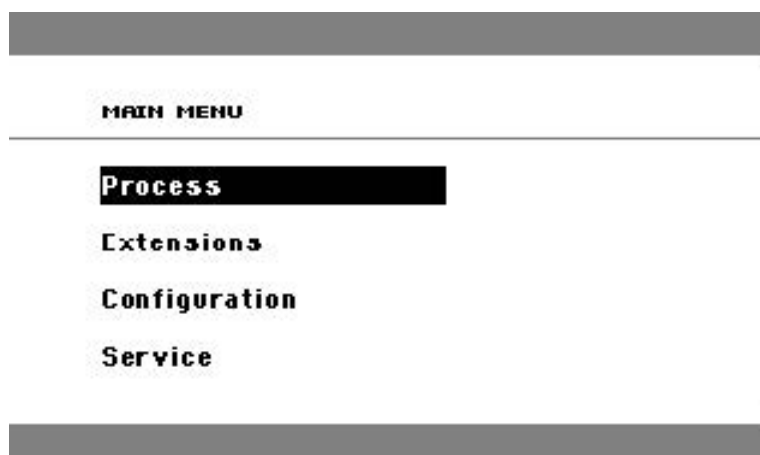 MAIN MENU
Process
Extensions
Configuration
Service